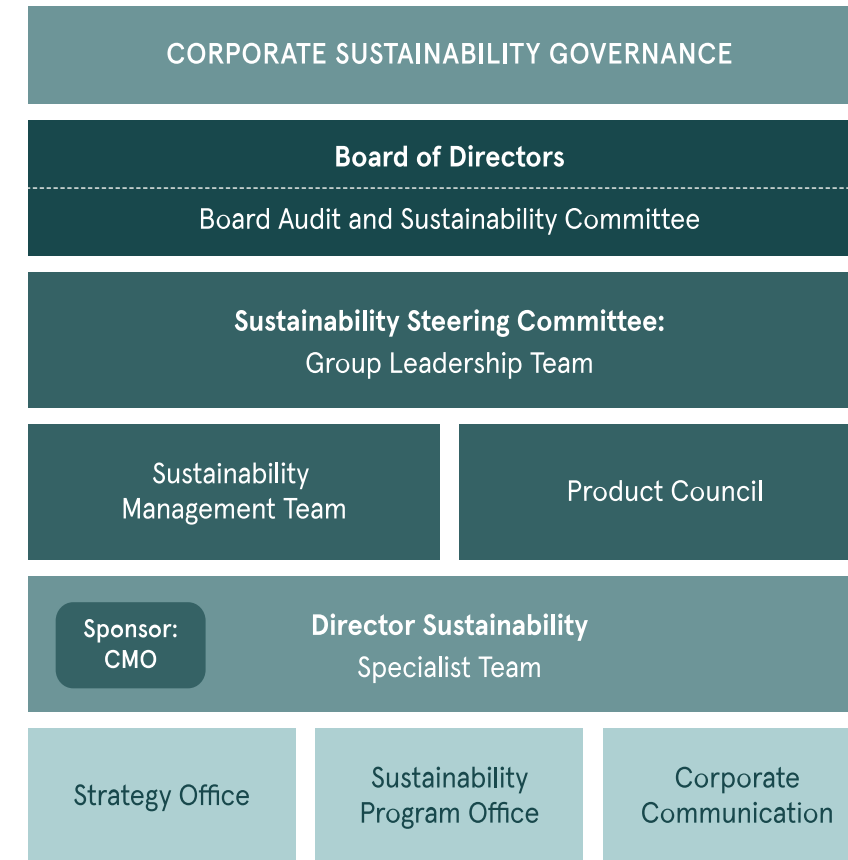 CORPORATE SUSTAINABILITY GOVERNANCE
Board of Directors
Board Audit and Sustainability Committee
Sustainability Steering Committee:
Group Leadership Team
Sustainability
Management Team
Product Council
Sponsor:
CMO
Director Sustainability
Specialist Team
Strategy Office
Sustainability
Program Office
Corporate
Communication